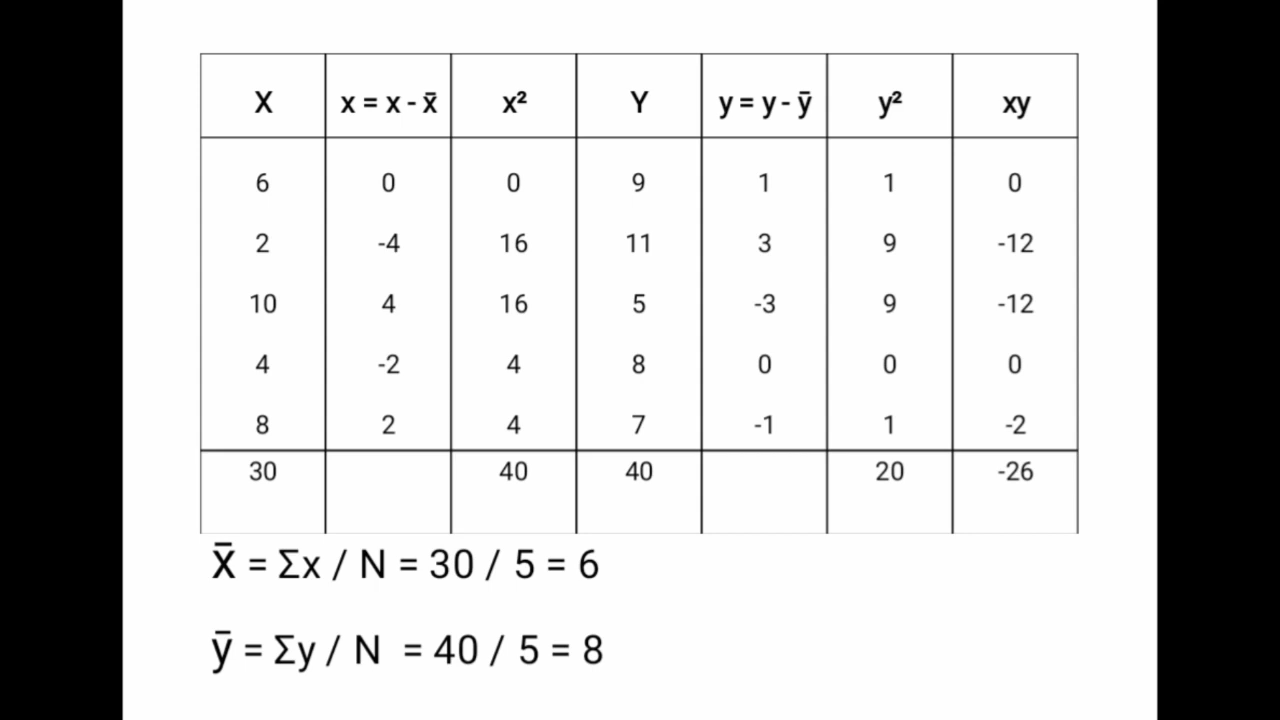 X x = x - x̄ x² Y y = y - ȳ y² xy
6 0 0 9 1 1 0
2 -4 16 11 3 9 -12
10 4 16 5 -3 9 -12
4 -2 4 8 0 0 0
8 2 4 7 -1 1 -2
30 40 40 20 -26
X̄ = Σx / N = 30 / 5 = 6
ȳ = Σy / N = 40 / 5 = 8